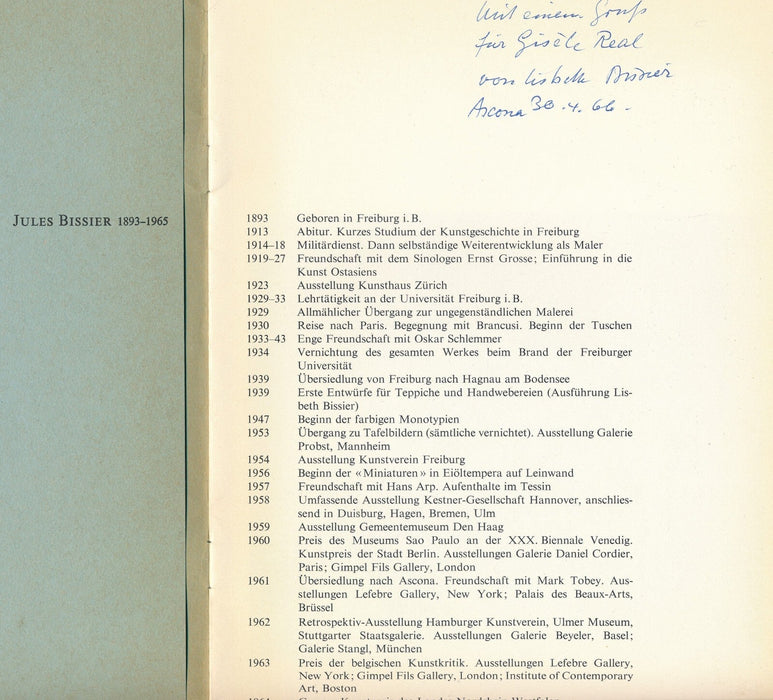 Mit einem Gruß
für Gisèle Real
von Lisbeth Bissier
Ascona 30.4.66 -
JULES BISSIER 1893–1965
1893 Geboren in Freiburg i. B.
1913 Abitur. Kurzes Studium der Kunstgeschichte in Freiburg
1914–18 Militärdienst. Dann selbständige Weiterentwicklung als Maler
1919–27 Freundschaft mit dem Sinologen Ernst Grosse; Einführung in die
Kunst Ostasiens
1923 Ausstellung Kunsthaus Zürich
1929–33 Lehrtätigkeit an der Universität Freiburg i. B.
1929 Allmählicher Übergang zur ungegenständlichen Malerei
1930 Reise nach Paris. Begegnung mit Brancusi. Beginn der Tuschen
1933–43 Enge Freundschaft mit Oskar Schlemmer
1934 Vernichtung des gesamten Werkes beim Brand der Freiburger
Universität
1939 Übersiedlung von Freiburg nach Hagnau am Bodensee
1939 Erste Entwürfe für Teppiche und Handwebereien (Ausführung Lis-
beth Bissier)
1947 Beginn der farbigen Monotypien
1953 Übergang zu Tafelbildern (sämtliche vernichtet). Ausstellung Galerie
Probst, Mannheim
1954 Ausstellung Kunstverein Freiburg
1956 Beginn der «Miniaturen» in Eiöltempera auf Leinwand
1957 Freundschaft mit Hans Arp. Aufenthalte im Tessin
1958 Umfassende Ausstellung Kestner-Gesellschaft Hannover, anschlies-
send in Duisburg, Hagen, Bremen, Ulm
1959 Ausstellung Gemeentemuseum Den Haag
1960 Preis des Museums Sao Paulo an der XXX. Biennale Venedig.
Kunstpreis der Stadt Berlin. Ausstellungen Galerie Daniel Cordier,
Paris; Gimpel Fils Gallery, London
1961 Übersiedlung nach Ascona. Freundschaft mit Mark Tobey. Aus-
stellungen Lefebre Gallery, New York; Palais des Beaux-Arts,
Brüssel
1962 Retrospektiv-Ausstellung Hamburger Kunstverein, Ulmer Museum,
Stuttgarter Staatsgalerie. Ausstellungen Galerie Beyeler, Basel;
Galerie Stangl, München
1963 Preis der belgischen Kunstkritik. Ausstellungen Lefebre Gallery,
New York; Gimpel Fils Gallery, London; Institute of Contemporary
Art, Boston